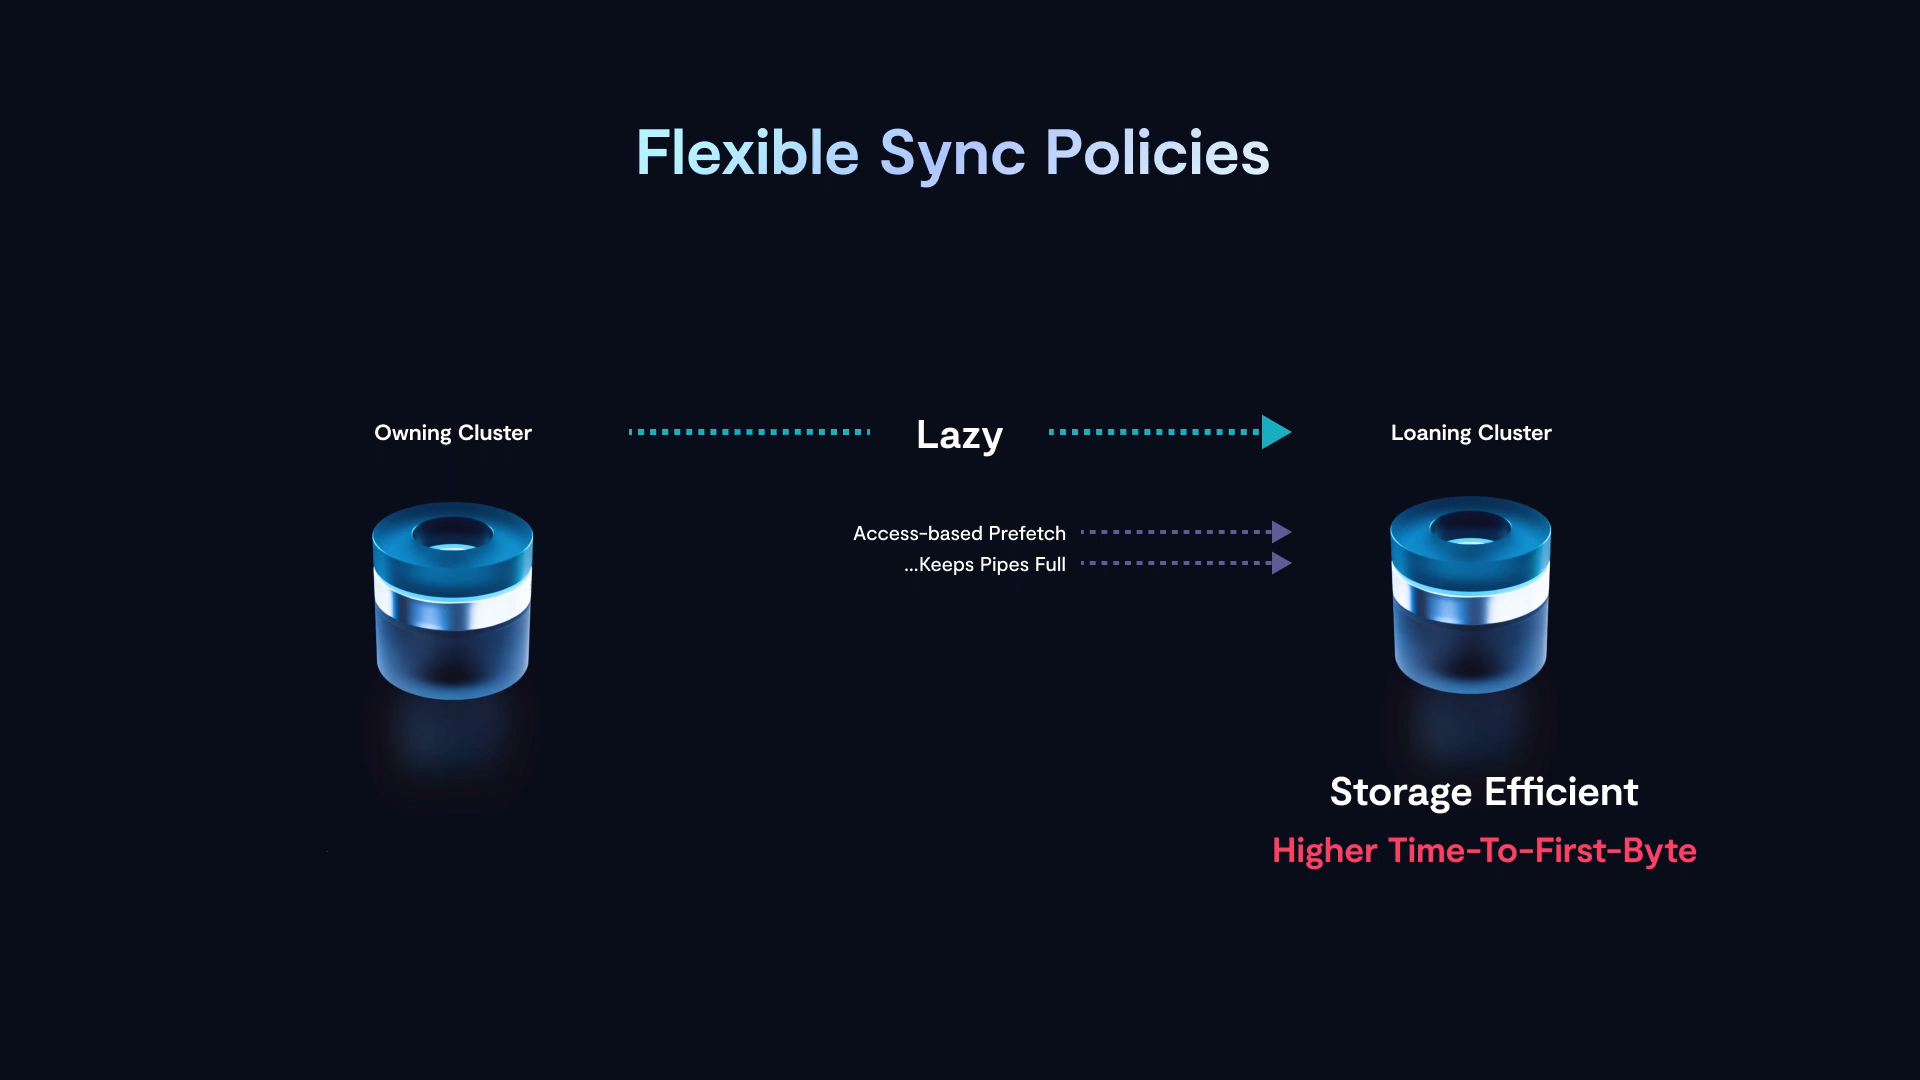 Flexible Sync Policies
Owning Cluster
Lazy
Loaning Cluster
Access-based Prefetch
...Keeps Pipes Full
Storage Efficient
Higher Time-To-First-Byte